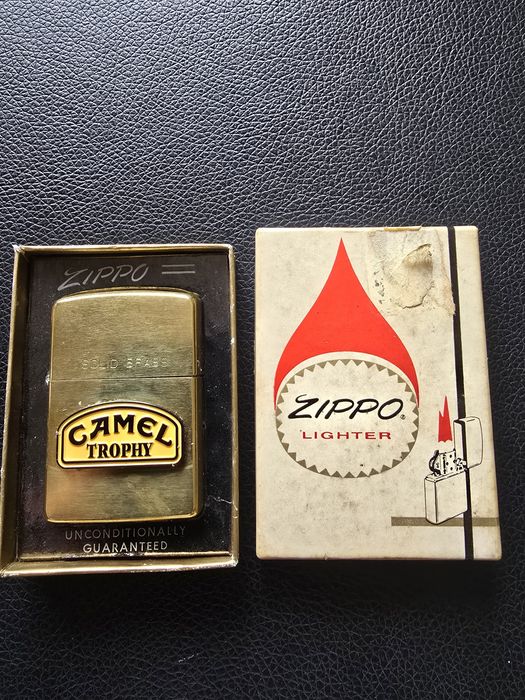 ZIPPO
SOLID BRASS
CAMEL
TROPHY
UNCONDITIONALLY
GUARANTEED
ZIPPO®
LIGHTER